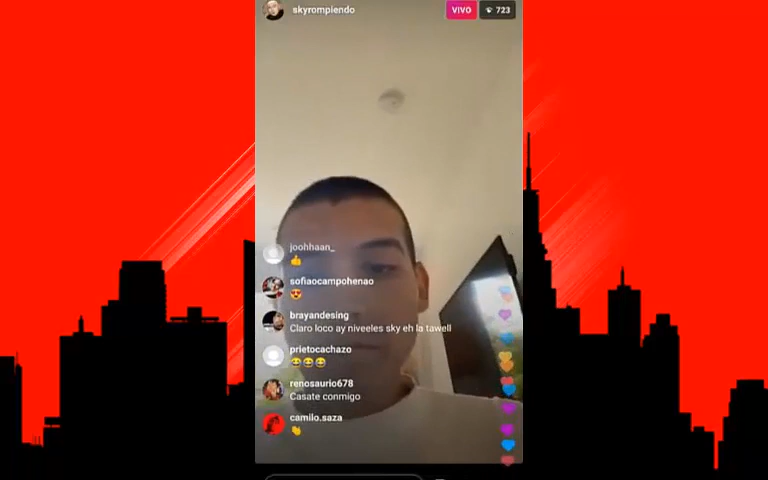 skyrompiendo
VIVO
723
joohhaan_
sofiaocampohenao
brayandesing
Claro loco ay niveeles sky eh la tawell
prietocachazo
renosaurio678
Casate conmigo
camilo.saza